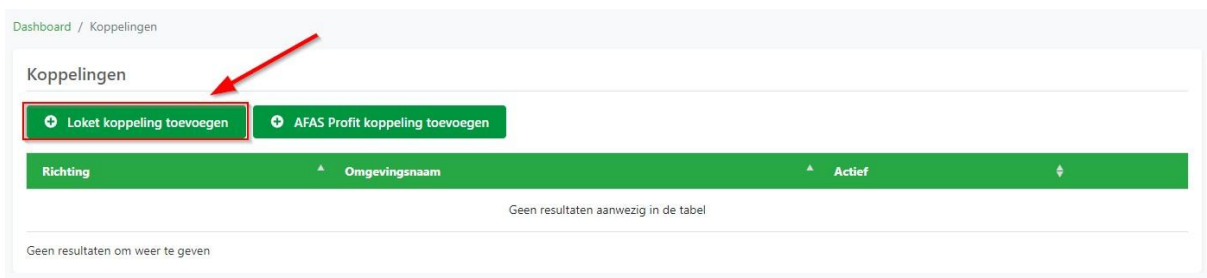 Dashboard / Koppelingen
Koppelingen
Loket koppeling toevoegen AFAS Profit koppeling toevoegen
Richting Omgevingsnaam Actief
Geen resultaten aanwezig in de tabel
Geen resultaten om weer te geven